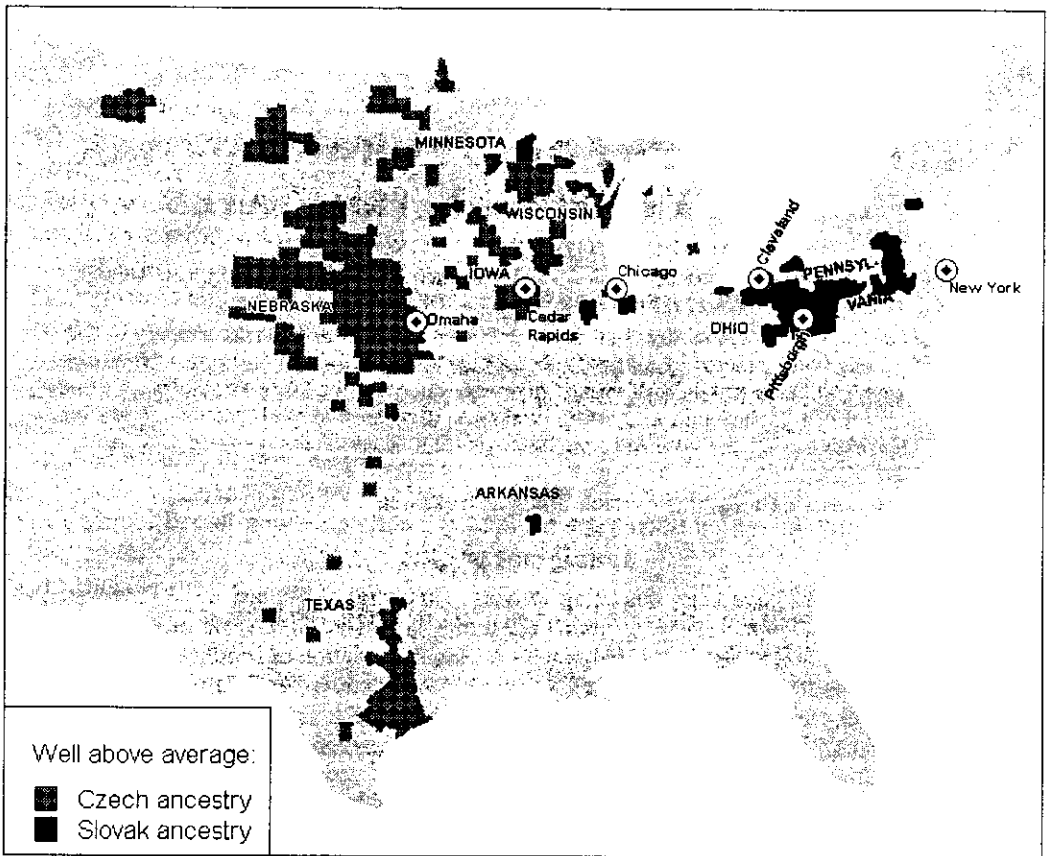 MINNESOTA
WISCONSIN
Cleveland
IOWA
Chicago
PENNSYL-
VANIA
New York
NEBRASKA
Omaha
Cedar
Rapids
OHIO
Pittsburgh
ARKANSAS
TEXAS
Well above average:
Czech ancestry
Slovak ancestry